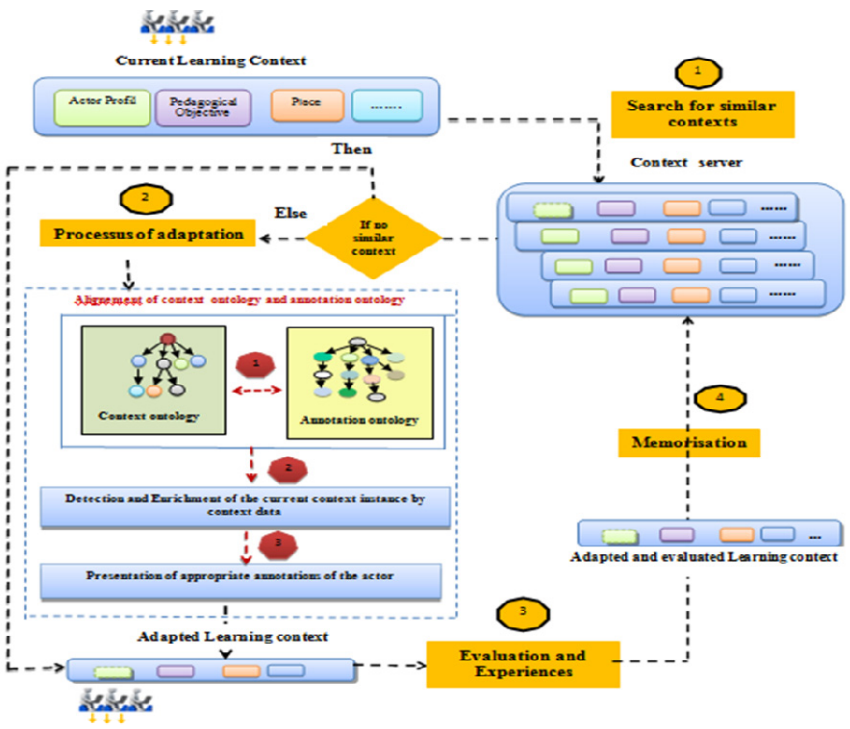 Current Learning Context
Actor Profil
Pedagogical
Objective
Place
.......
1
Search for similar
contexts
Context server
......
......
......
......
Then
2
Else
If no
similar
context
Processus of adaptation
Alignement of context ontology and annotation ontology
1
Context ontology
Annotation ontology
2
Detection and Enrichment of the current context instance by
context data
3
Presentation of appropriate annotations of the actor
4
Memorisation
...
Adapted and evaluated Learning context
3
Adapted Learning context
Evaluation and
Experiences